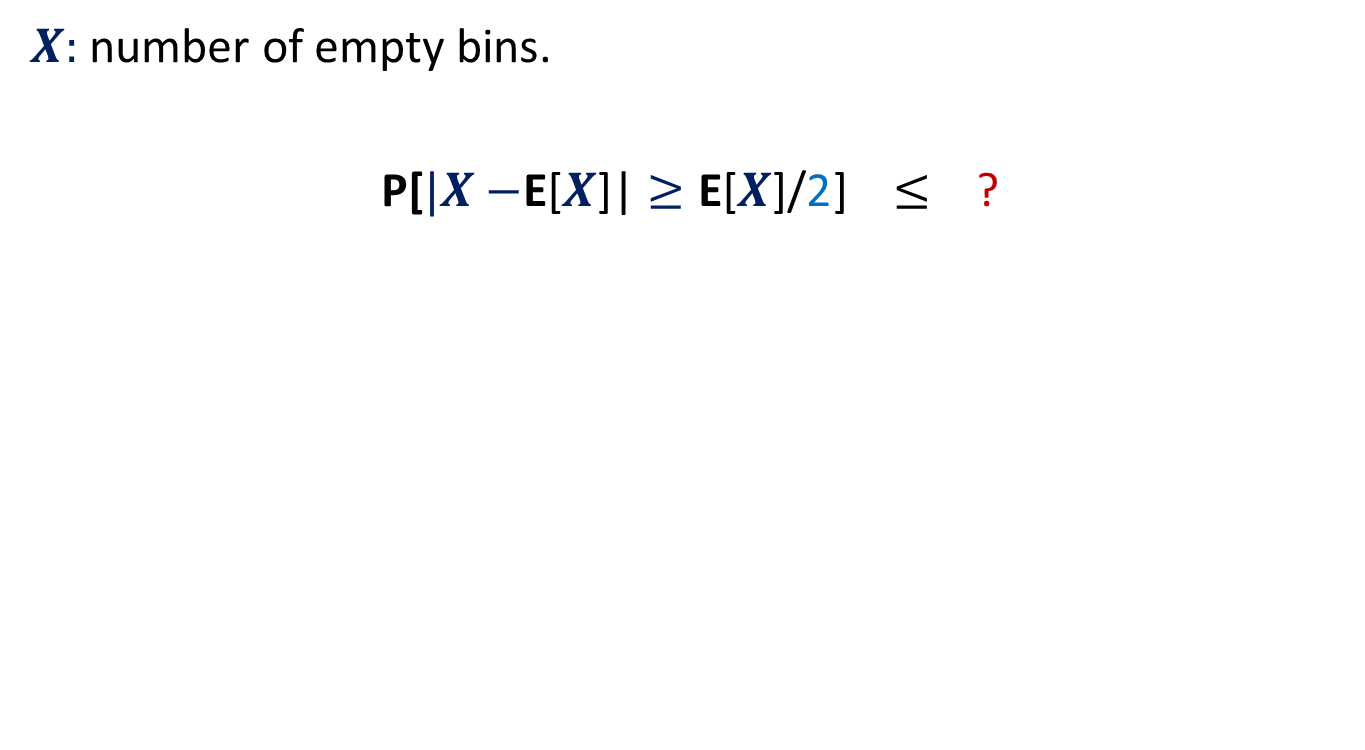 X: number of empty bins.
P[|X −E[X]| ≥ E[X]/2] ≤ ?